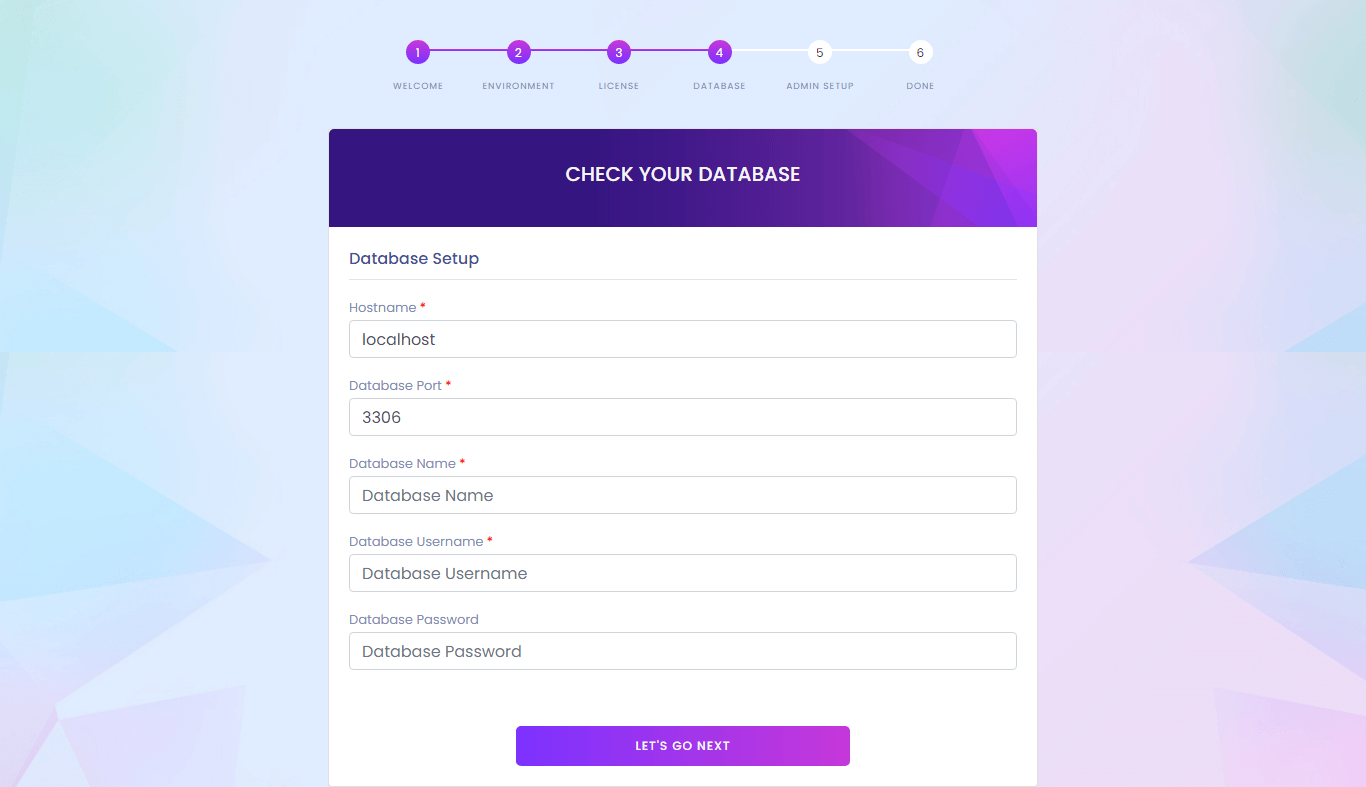 1 2 3 4 5 6
WELCOME ENVIRONMENT LICENSE DATABASE ADMIN SETUP DONE
CHECK YOUR DATABASE
Database Setup
Hostname *
localhost
Database Port *
3306
Database Name *
Database Name
Database Username *
Database Username
Database Password
Database Password
LET'S GO NEXT